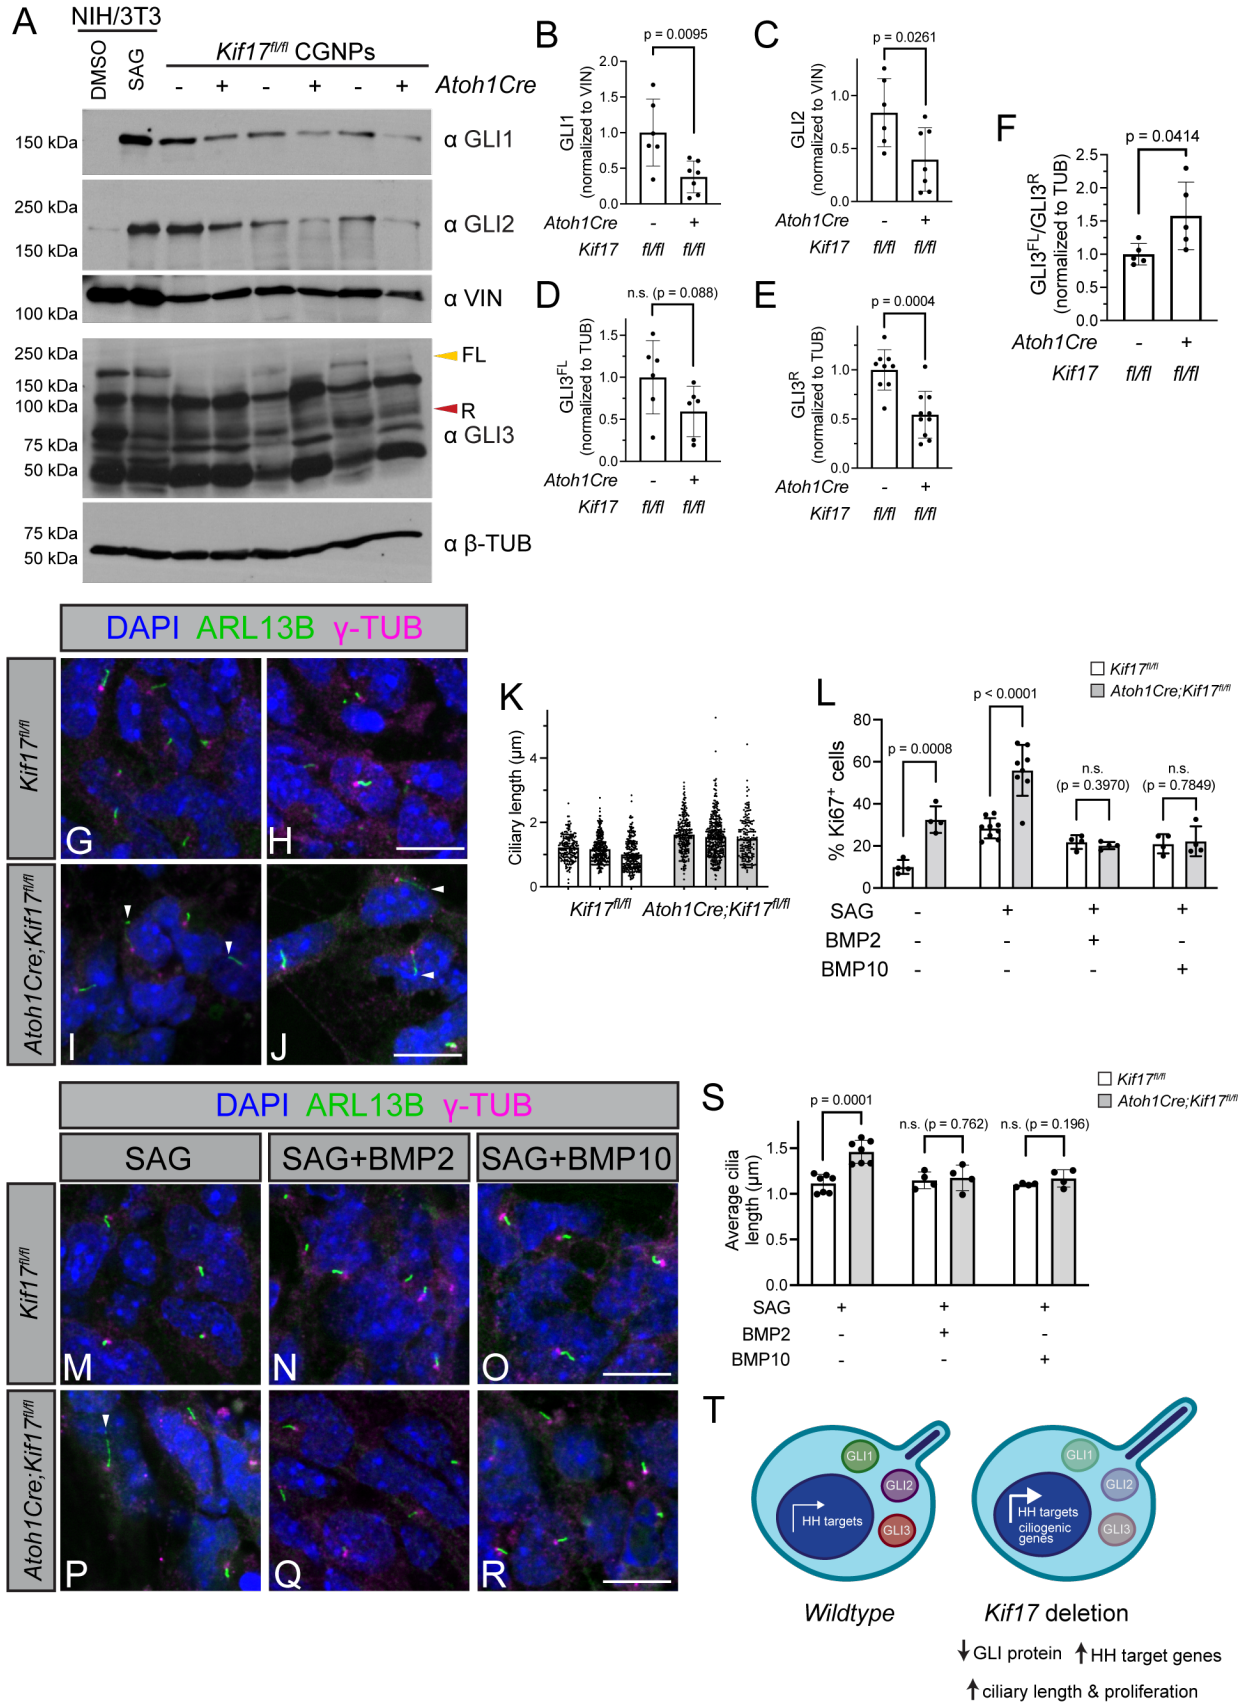 A
NIH/3T3
DMSO
SAG
Kif17fl/fl CGNPs
- + - + - + Atoh1Cre
150 kDa
α GLI1
250 kDa
150 kDa
α GLI2
100 kDa
α VIN
250 kDa
150 kDa
100 kDa
75 kDa
50 kDa
FL
R
α GLI3
75 kDa
50 kDa
α β-TUB
B
p = 0.0095
GLI1
(normalized to VIN)
2.0
1.5
1.0
0.5
0.0
Atoh1Cre - +
Kif17 fl/fl fl/fl
C
p = 0.0261
GLI2
(normalized to VIN)
1.0
0.5
0.0
Atoh1Cre - +
Kif17 fl/fl fl/fl
D
n.s. (p = 0.088)
GLI3FL
(normalized to TUB)
1.5
1.0
0.5
0.0
Atoh1Cre - +
Kif17 fl/fl fl/fl
E
p = 0.0004
GLI3R
(normalized to TUB)
1.0
0.5
0.0
Atoh1Cre - +
Kif17 fl/fl fl/fl
F
p = 0.0414
GLI3FL/GLI3R
(normalized to TUB)
2.5
2.0
1.5
1.0
0.5
0.0
Atoh1Cre - +
Kif17 fl/fl fl/fl
DAPI ARL13B γ-TUB
Kif17fl/fl
G
H
Atoh1Cre;Kif17fl/fl
I
J
K
Ciliary length (μm)
4
2
0
Kif17fl/fl Atoh1Cre;Kif17fl/fl
L
Kif17fl/fl
Atoh1Cre;Kif17fl/fl
% Ki67+ cells
80
60
40
20
0
p = 0.0008
p < 0.0001
n.s.
(p = 0.3970)
n.s.
(p = 0.7849)
SAG - + + +
BMP2 - - + -
BMP10 - - - +
DAPI ARL13B γ-TUB
SAG
SAG+BMP2
SAG+BMP10
Kif17fl/fl
M
N
O
Atoh1Cre;Kif17fl/fl
P
Q
R
S
Kif17fl/fl
Atoh1Cre;Kif17fl/fl
Average cilia
length (μm)
1.5
1.0
0.5
0.0
p = 0.0001
n.s. (p = 0.762)
n.s. (p = 0.196)
SAG + + +
BMP2 - + -
BMP10 - - +
T
GLI1
GLI2
GLI3
HH targets
Wildtype
GLI1
GLI2
GLI3
HH targets
ciliogenic
genes
Kif17 deletion
↓ GLI protein ↑ HH target genes
↑ ciliary length & proliferation